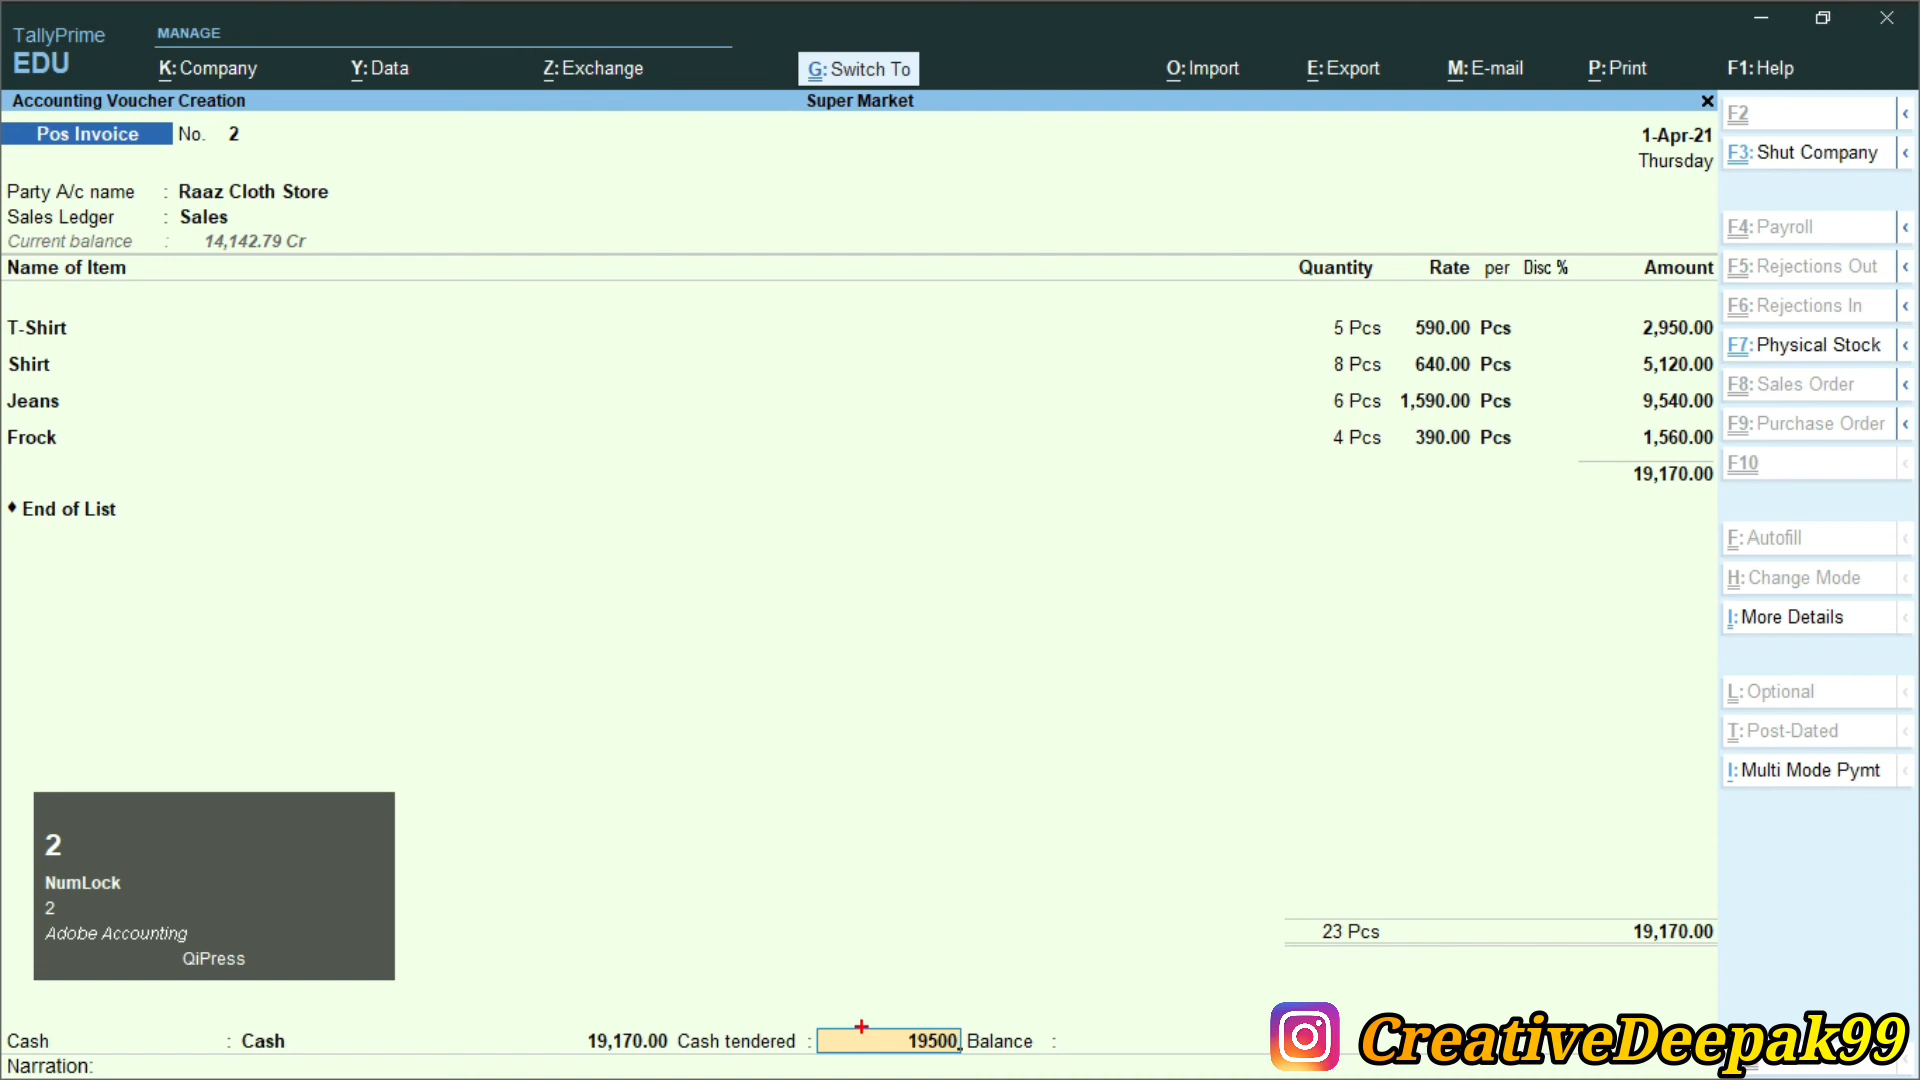 TallyPrime
EDU
MANAGE
K: Company Y: Data Z: Exchange G: Switch To O: Import E: Export M: E-mail P: Print F1: Help
Accounting Voucher Creation Super Market
Pos Invoice No. 2 1-Apr-21
Thursday
Party A/c name : Raaz Cloth Store
Sales Ledger : Sales
Current balance : 14,142.79 Cr
Name of Item Quantity Rate per Disc % Amount
T-Shirt 5 Pcs 590.00 Pcs 2,950.00
Shirt 8 Pcs 640.00 Pcs 5,120.00
Jeans 6 Pcs 1,590.00 Pcs 9,540.00
Frock 4 Pcs 390.00 Pcs 1,560.00
19,170.00
♦ End of List
23 Pcs 19,170.00
Cash : Cash 19,170.00 Cash tendered : 19500 Balance :
Narration:
F2
F3: Shut Company
F4: Payroll
F5: Rejections Out
F6: Rejections In
F7: Physical Stock
F8: Sales Order
F9: Purchase Order
F10
F: Autofill
H: Change Mode
I: More Details
L: Optional
T: Post-Dated
I: Multi Mode Pymt
2
NumLock
2
Adobe Accounting
QiPress
CreativeDeepak99